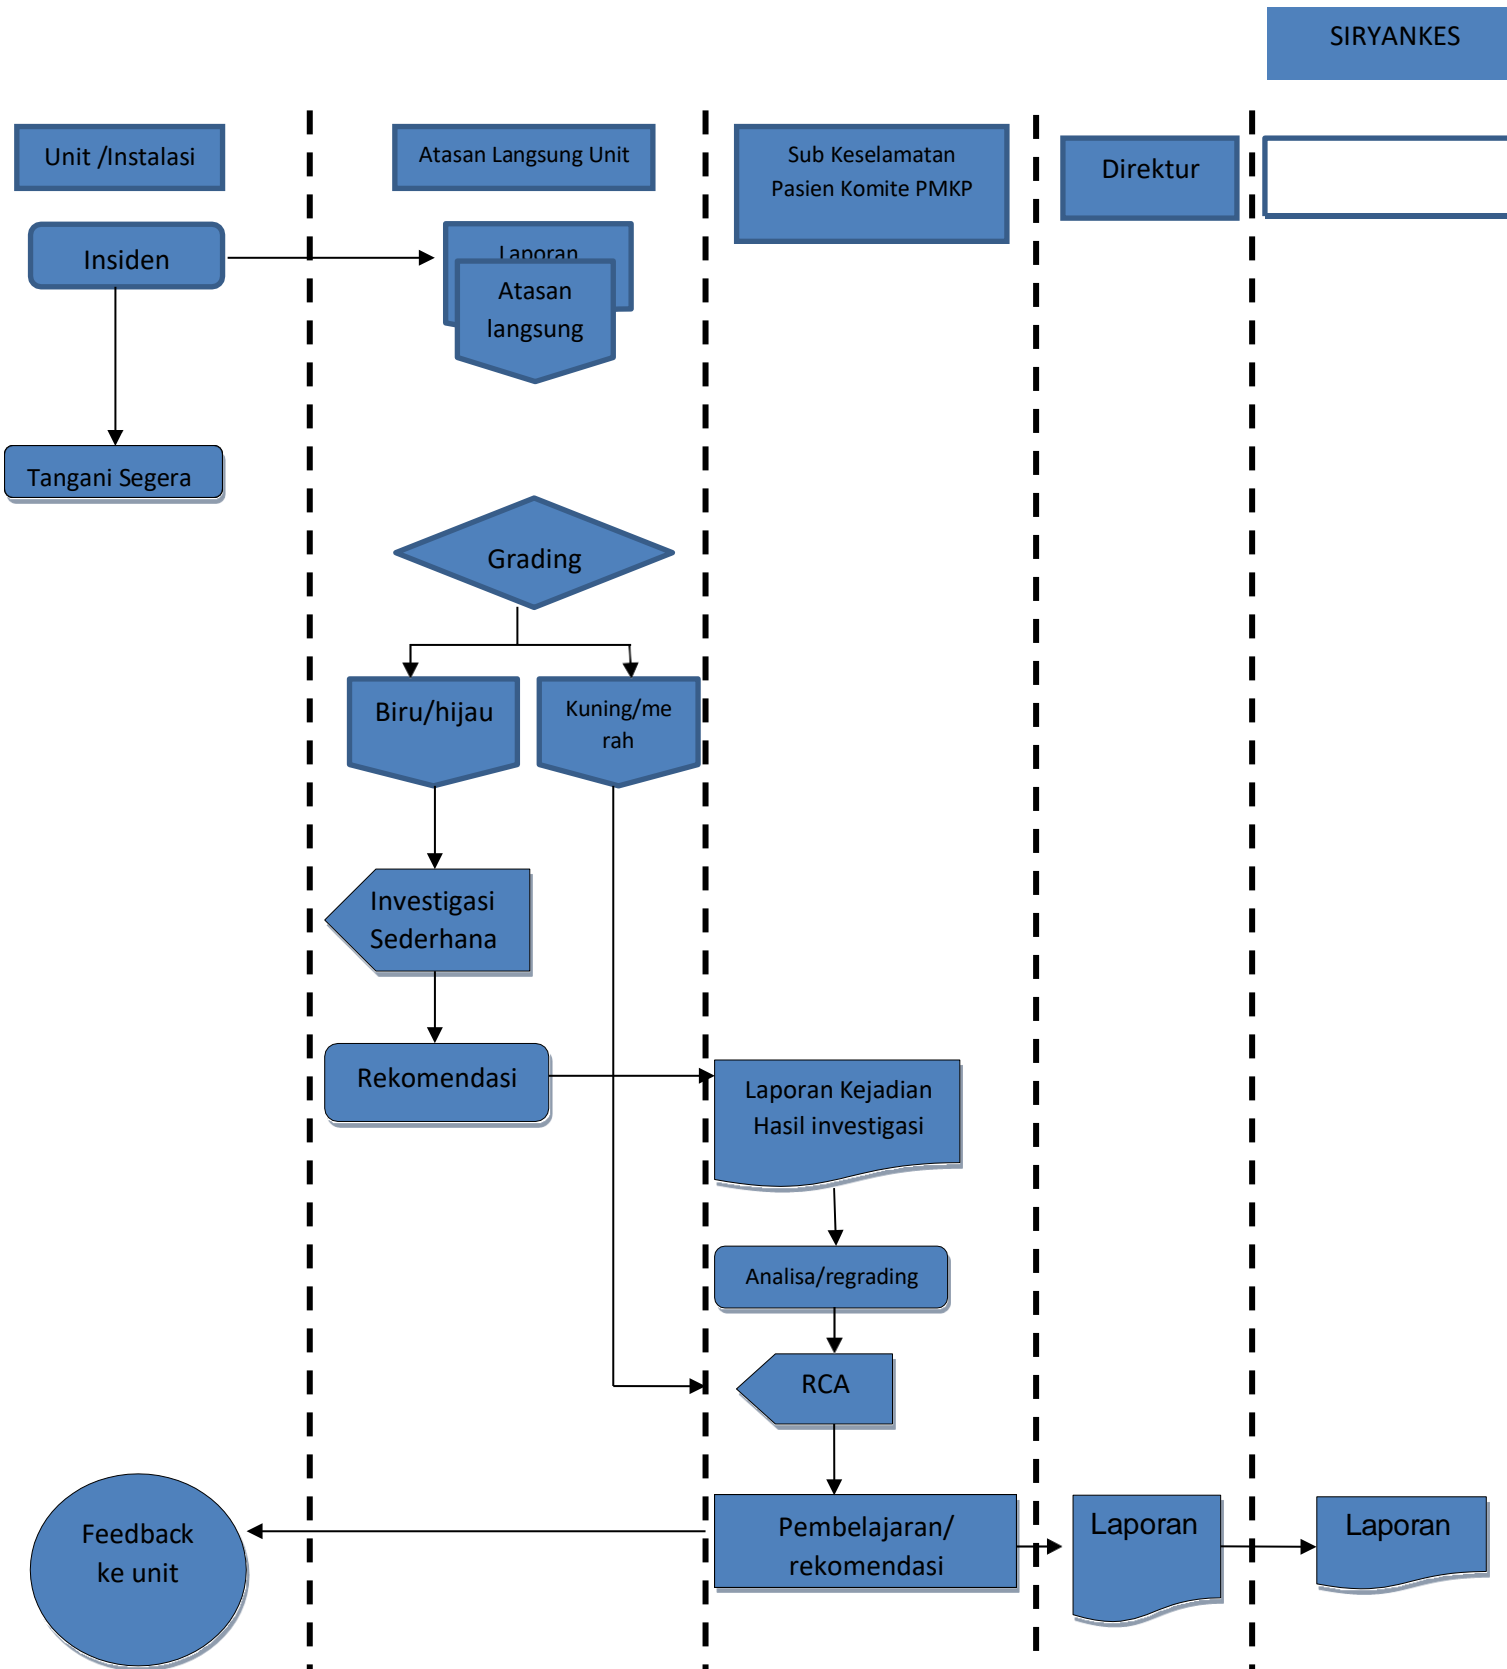 SIRYANKES
Unit /Instalasi
Atasan Langsung Unit
Sub Keselamatan
Pasien Komite PMKP
Direktur
Insiden
Laporan
Atasan
langsung
Tangani Segera
Grading
Biru/hijau
Kuning/me
rah
Investigasi
Sederhana
Rekomendasi
Laporan Kejadian
Hasil investigasi
Analisa/regrading
RCA
Feedback
ke unit
Pembelajaran/
rekomendasi
Laporan
Laporan